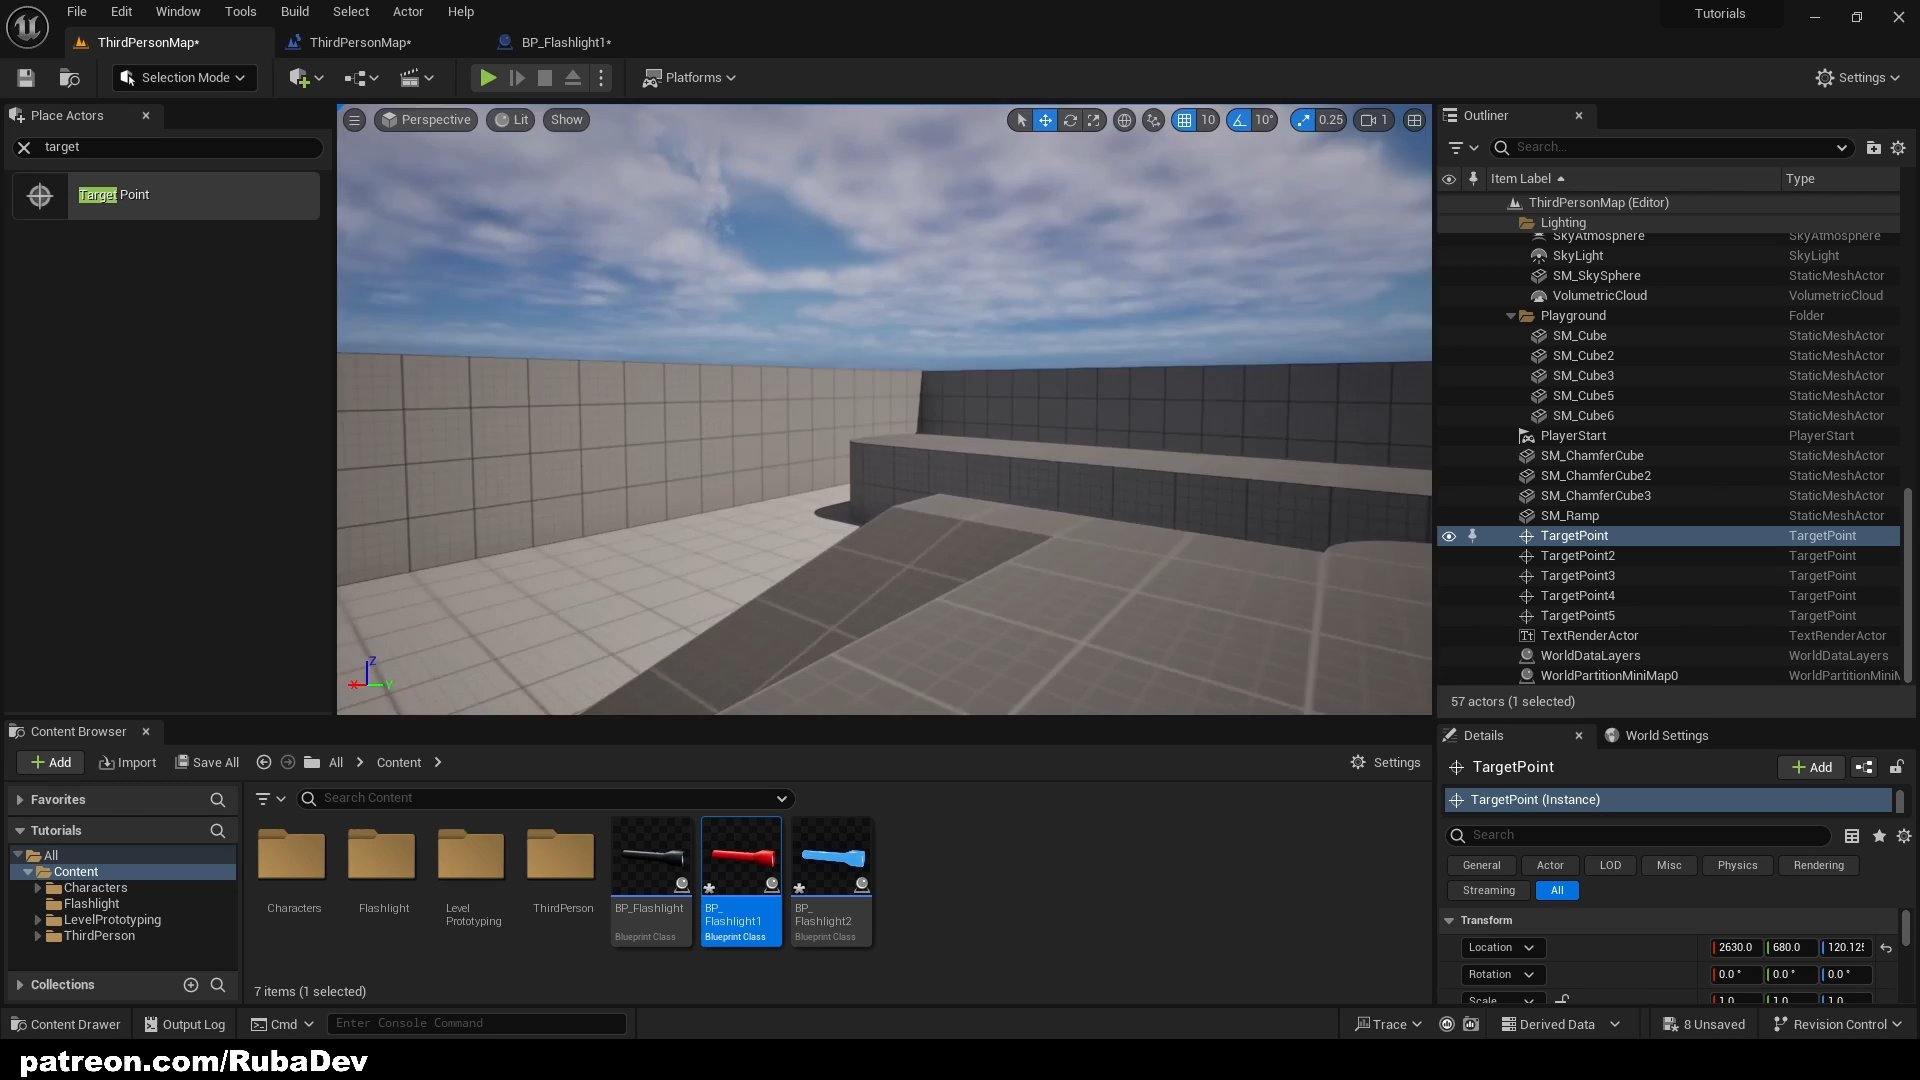 File Edit Window Tools Build Select Actor Help
Tutorials
ThirdPersonMap* ThirdPersonMap* BP_Flashlight1*
Selection Mode Platforms Settings
Place Actors
target
Target Point
Perspective Lit Show 10 10° 0.25 1
Outliner
Search...
Item Label Type
ThirdPersonMap (Editor)
Lighting
SkyAtmosphere SkyAtmosphere
SkyLight SkyLight
SM_SkySphere StaticMeshActor
VolumetricCloud VolumetricCloud
Playground Folder
SM_Cube StaticMeshActor
SM_Cube2 StaticMeshActor
SM_Cube3 StaticMeshActor
SM_Cube5 StaticMeshActor
SM_Cube6 StaticMeshActor
PlayerStart PlayerStart
SM_ChamferCube StaticMeshActor
SM_ChamferCube2 StaticMeshActor
SM_ChamferCube3 StaticMeshActor
SM_Ramp StaticMeshActor
TargetPoint TargetPoint
TargetPoint2 TargetPoint
TargetPoint3 TargetPoint
TargetPoint4 TargetPoint
TargetPoint5 TargetPoint
TextRenderActor TextRenderActor
WorldDataLayers WorldDataLayers
WorldPartitionMiniMap0 WorldPartitionMiniM
57 actors (1 selected)
Z
X Y
Content Browser
Add Import Save All All Content Settings
Favorites
Tutorials
All
Content
Characters
Flashlight
LevelPrototyping
ThirdPerson
Collections
Search Content
Characters
Flashlight
Level
Prototyping
ThirdPerson
BP_Flashlight
Blueprint Class
BP_
Flashlight1
Blueprint Class
BP_
Flashlight2
Blueprint Class
7 items (1 selected)
Details World Settings
TargetPoint Add
TargetPoint (Instance)
Search
General Actor LOD Misc Physics Rendering
Streaming All
Transform
Location 2630.0 680.0 120.125
Rotation 0.0 ° 0.0 ° 0.0 °
Scale 1.0 1.0 1.0
Content Drawer Output Log Cmd Enter Console Command Trace Derived Data 8 Unsaved Revision Control
patreon.com/RubaDev